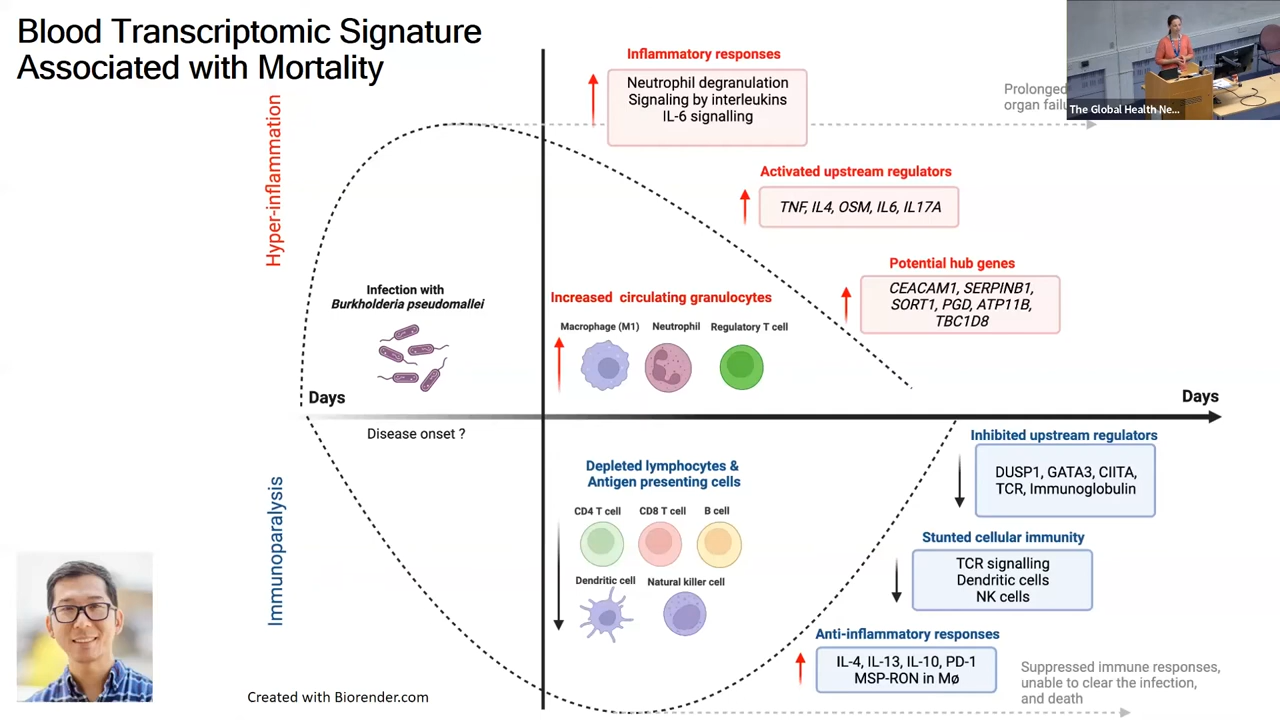 Blood Transcriptomic Signature
Associated with Mortality
Hyper-inflammation
Inflammatory responses
Neutrophil degranulation
Signaling by interleukins
IL-6 signalling
Prolonged
organ
The Global Health Ne...
Activated upstream regulators
TNF, IL4, OSM, IL6, IL17A
Potential hub genes
CEACAM1, SERPINB1,
SORT1, PGD, ATP11B,
TBC1D8
Infection with
Burkholderia pseudomallei
Increased circulating granulocytes
Macrophage (M1)
Neutrophil
Regulatory T cell
Days
Days
Disease onset ?
Immunoparalysis
Depleted lymphocytes &
Antigen presenting cells
CD4 T cell
CD8 T cell
B cell
Dendritic cell
Natural killer cell
Inhibited upstream regulators
DUSP1, GATA3, CIITA,
TCR, Immunoglobulin
Stunted cellular immunity
TCR signalling
Dendritic cells
NK cells
Anti-inflammatory responses
IL-4, IL-13, IL-10, PD-1
MSP-RON in Mø
Suppressed immune responses,
unable to clear the infection,
and death
Created with Biorender.com